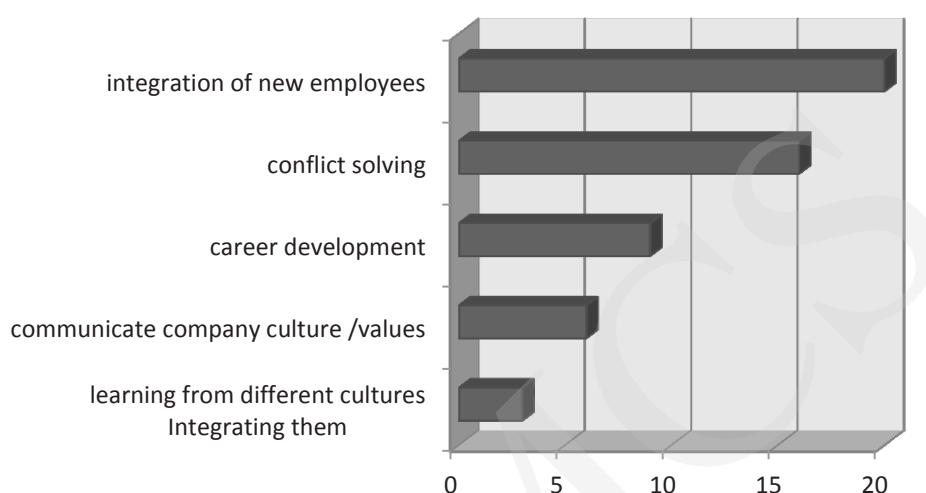 integration of new employees
conflict solving
career development
communicate company culture /values
learning from different cultures
Integrating them
0 5 10 15 20